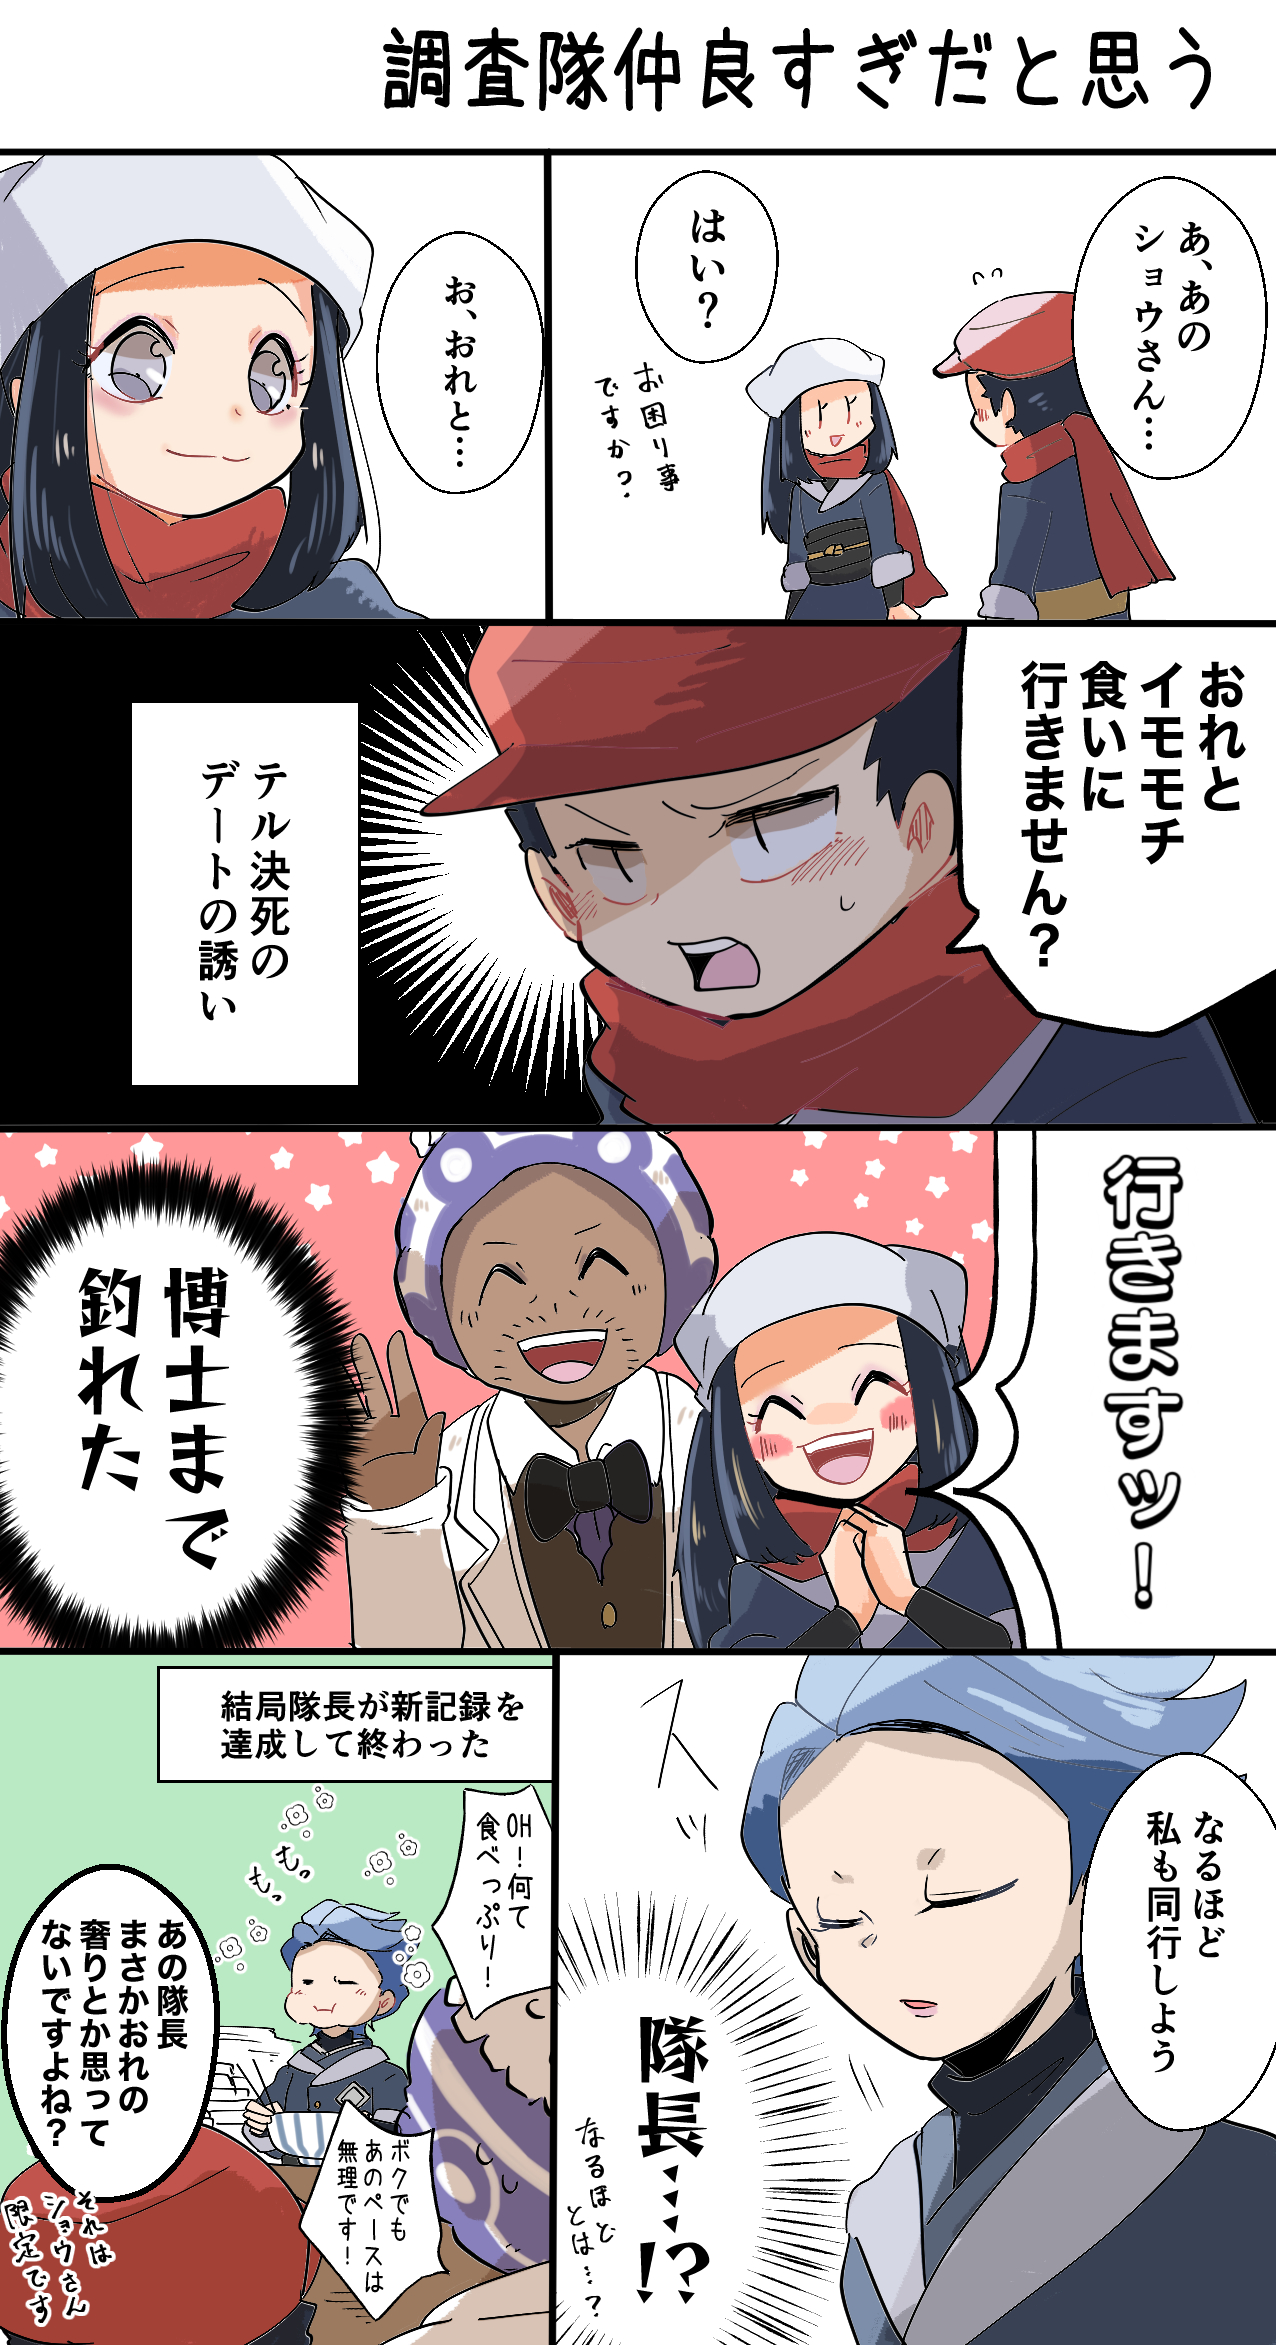 調査隊仲良すぎだと思う
あ、あの
ショウさん…
はい？
お困り事
ですか？
お、おれと…
おれと
イモモチ
食いに
行きません？
テル決死の
デートの誘い
行きますッ！
博士まで
釣れた
なるほど
私も同行しよう
隊長……!?
なるほど
とは…？
結局隊長が新記録を
達成して終わった
OH！何て
食べっぷり！
もっ
もっ
あの隊長
まさかおれの
奢りとか思って
ないですよね？
ボクでも
あのペースは
無理です！
それは
ショウさん
限定です